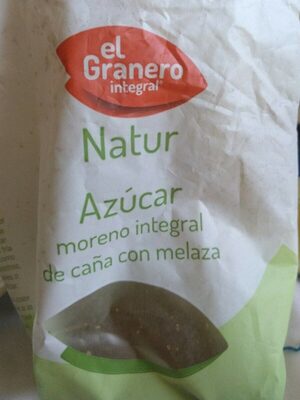 el
Granero
integral®
Natur
Azúcar
moreno integral
de caña con melaza